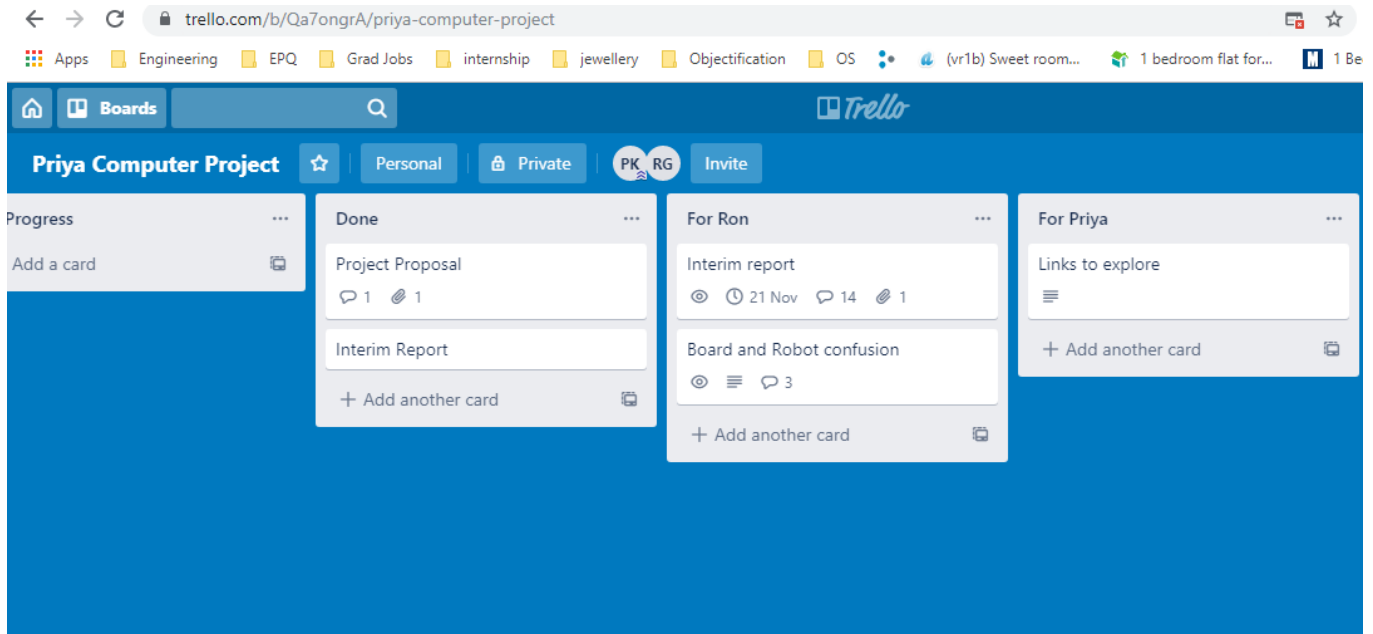 trello.com/b/Qa7ongrA/priya-computer-project
Apps Engineering EPQ Grad Jobs internship jewellery Objectification OS (vr1b) Sweet room... 1 bedroom flat for... 1 Be
Boards Trello
Priya Computer Project Personal Private PK RG Invite
Progress ... Done ... For Ron ... For Priya ...
Add a card Project Proposal Interim report Links to explore
1 1 21 Nov 14 1
Interim Report Board and Robot confusion + Add another card
3
+ Add another card
+ Add another card